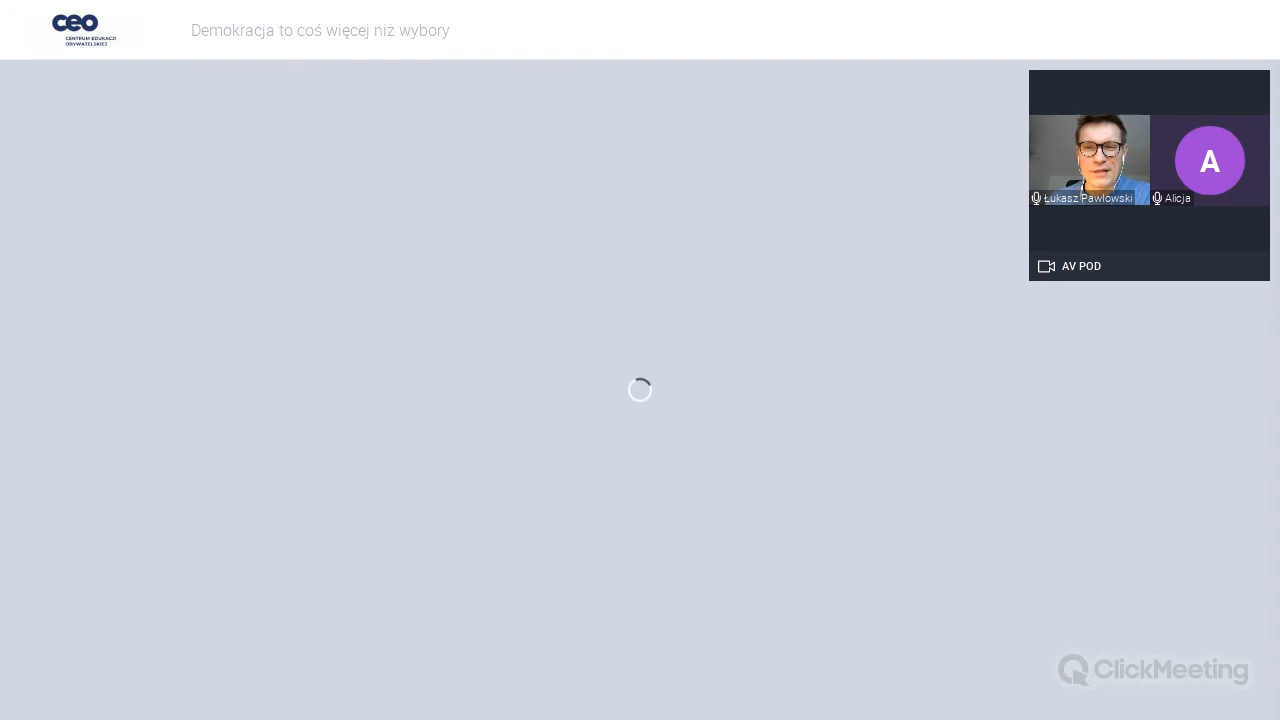 ceo
CENTRUM EDUKACJI
OBYWATELSKIEJ
Demokracja to coś więcej niż wybory
A
Łukasz Pawłowski
Alicja
AV POD
ClickMeeting